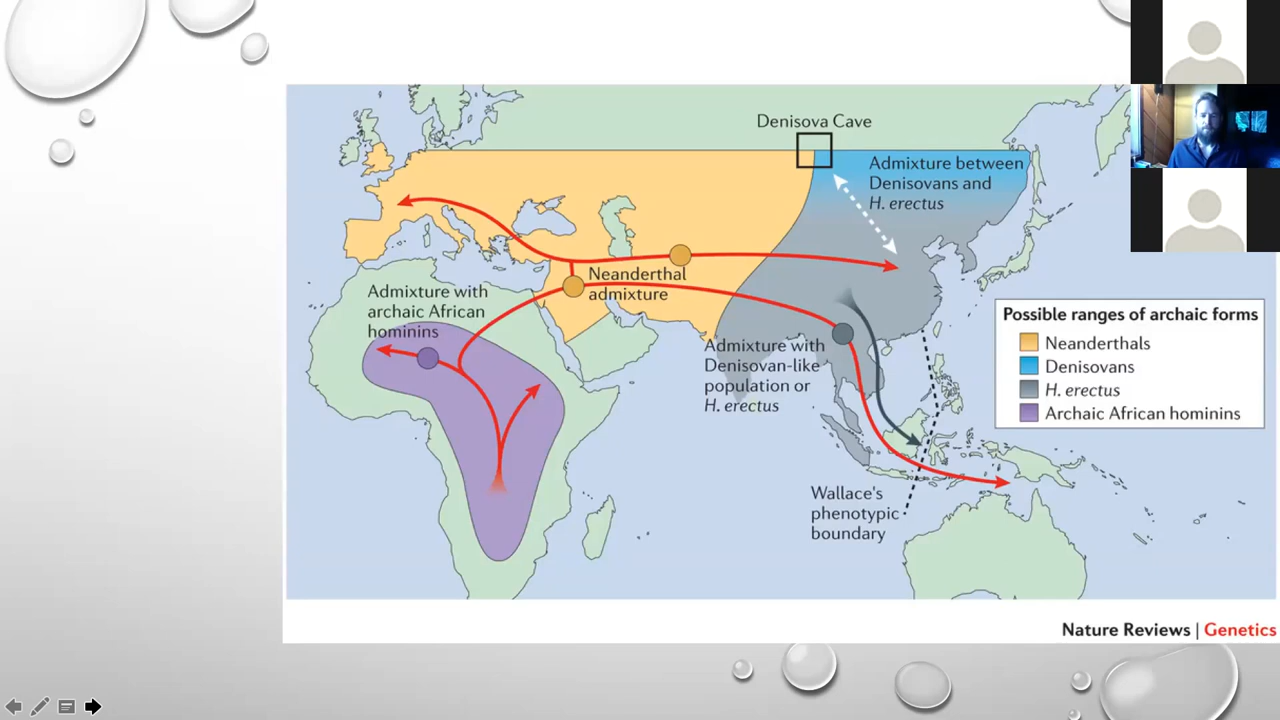 Denisova Cave
Admixture between
Denisovans and
H. erectus
Neanderthal
admixture
Admixture with
archaic African
hominins
Admixture with
Denisovan-like
population or
H. erectus
Wallace's
phenotypic
boundary
Possible ranges of archaic forms
Neanderthals
Denisovans
H. erectus
Archaic African hominins
Nature Reviews | Genetics